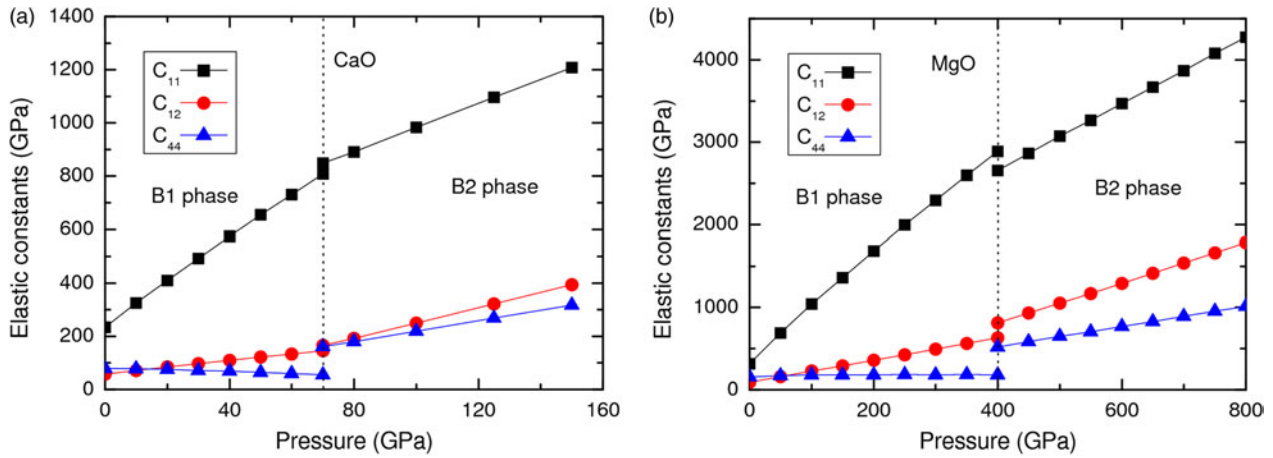 (a)
1400
1200
1000
800
600
400
200
0
Elastic constants (GPa)
C11
C12
C44
CaO
B1 phase
B2 phase
0 40 80 120 160
Pressure (GPa)
(b)
4000
3000
2000
1000
0
Elastic constants (GPa)
C11
C12
C44
MgO
B1 phase
B2 phase
0 200 400 600 800
Pressure (GPa)